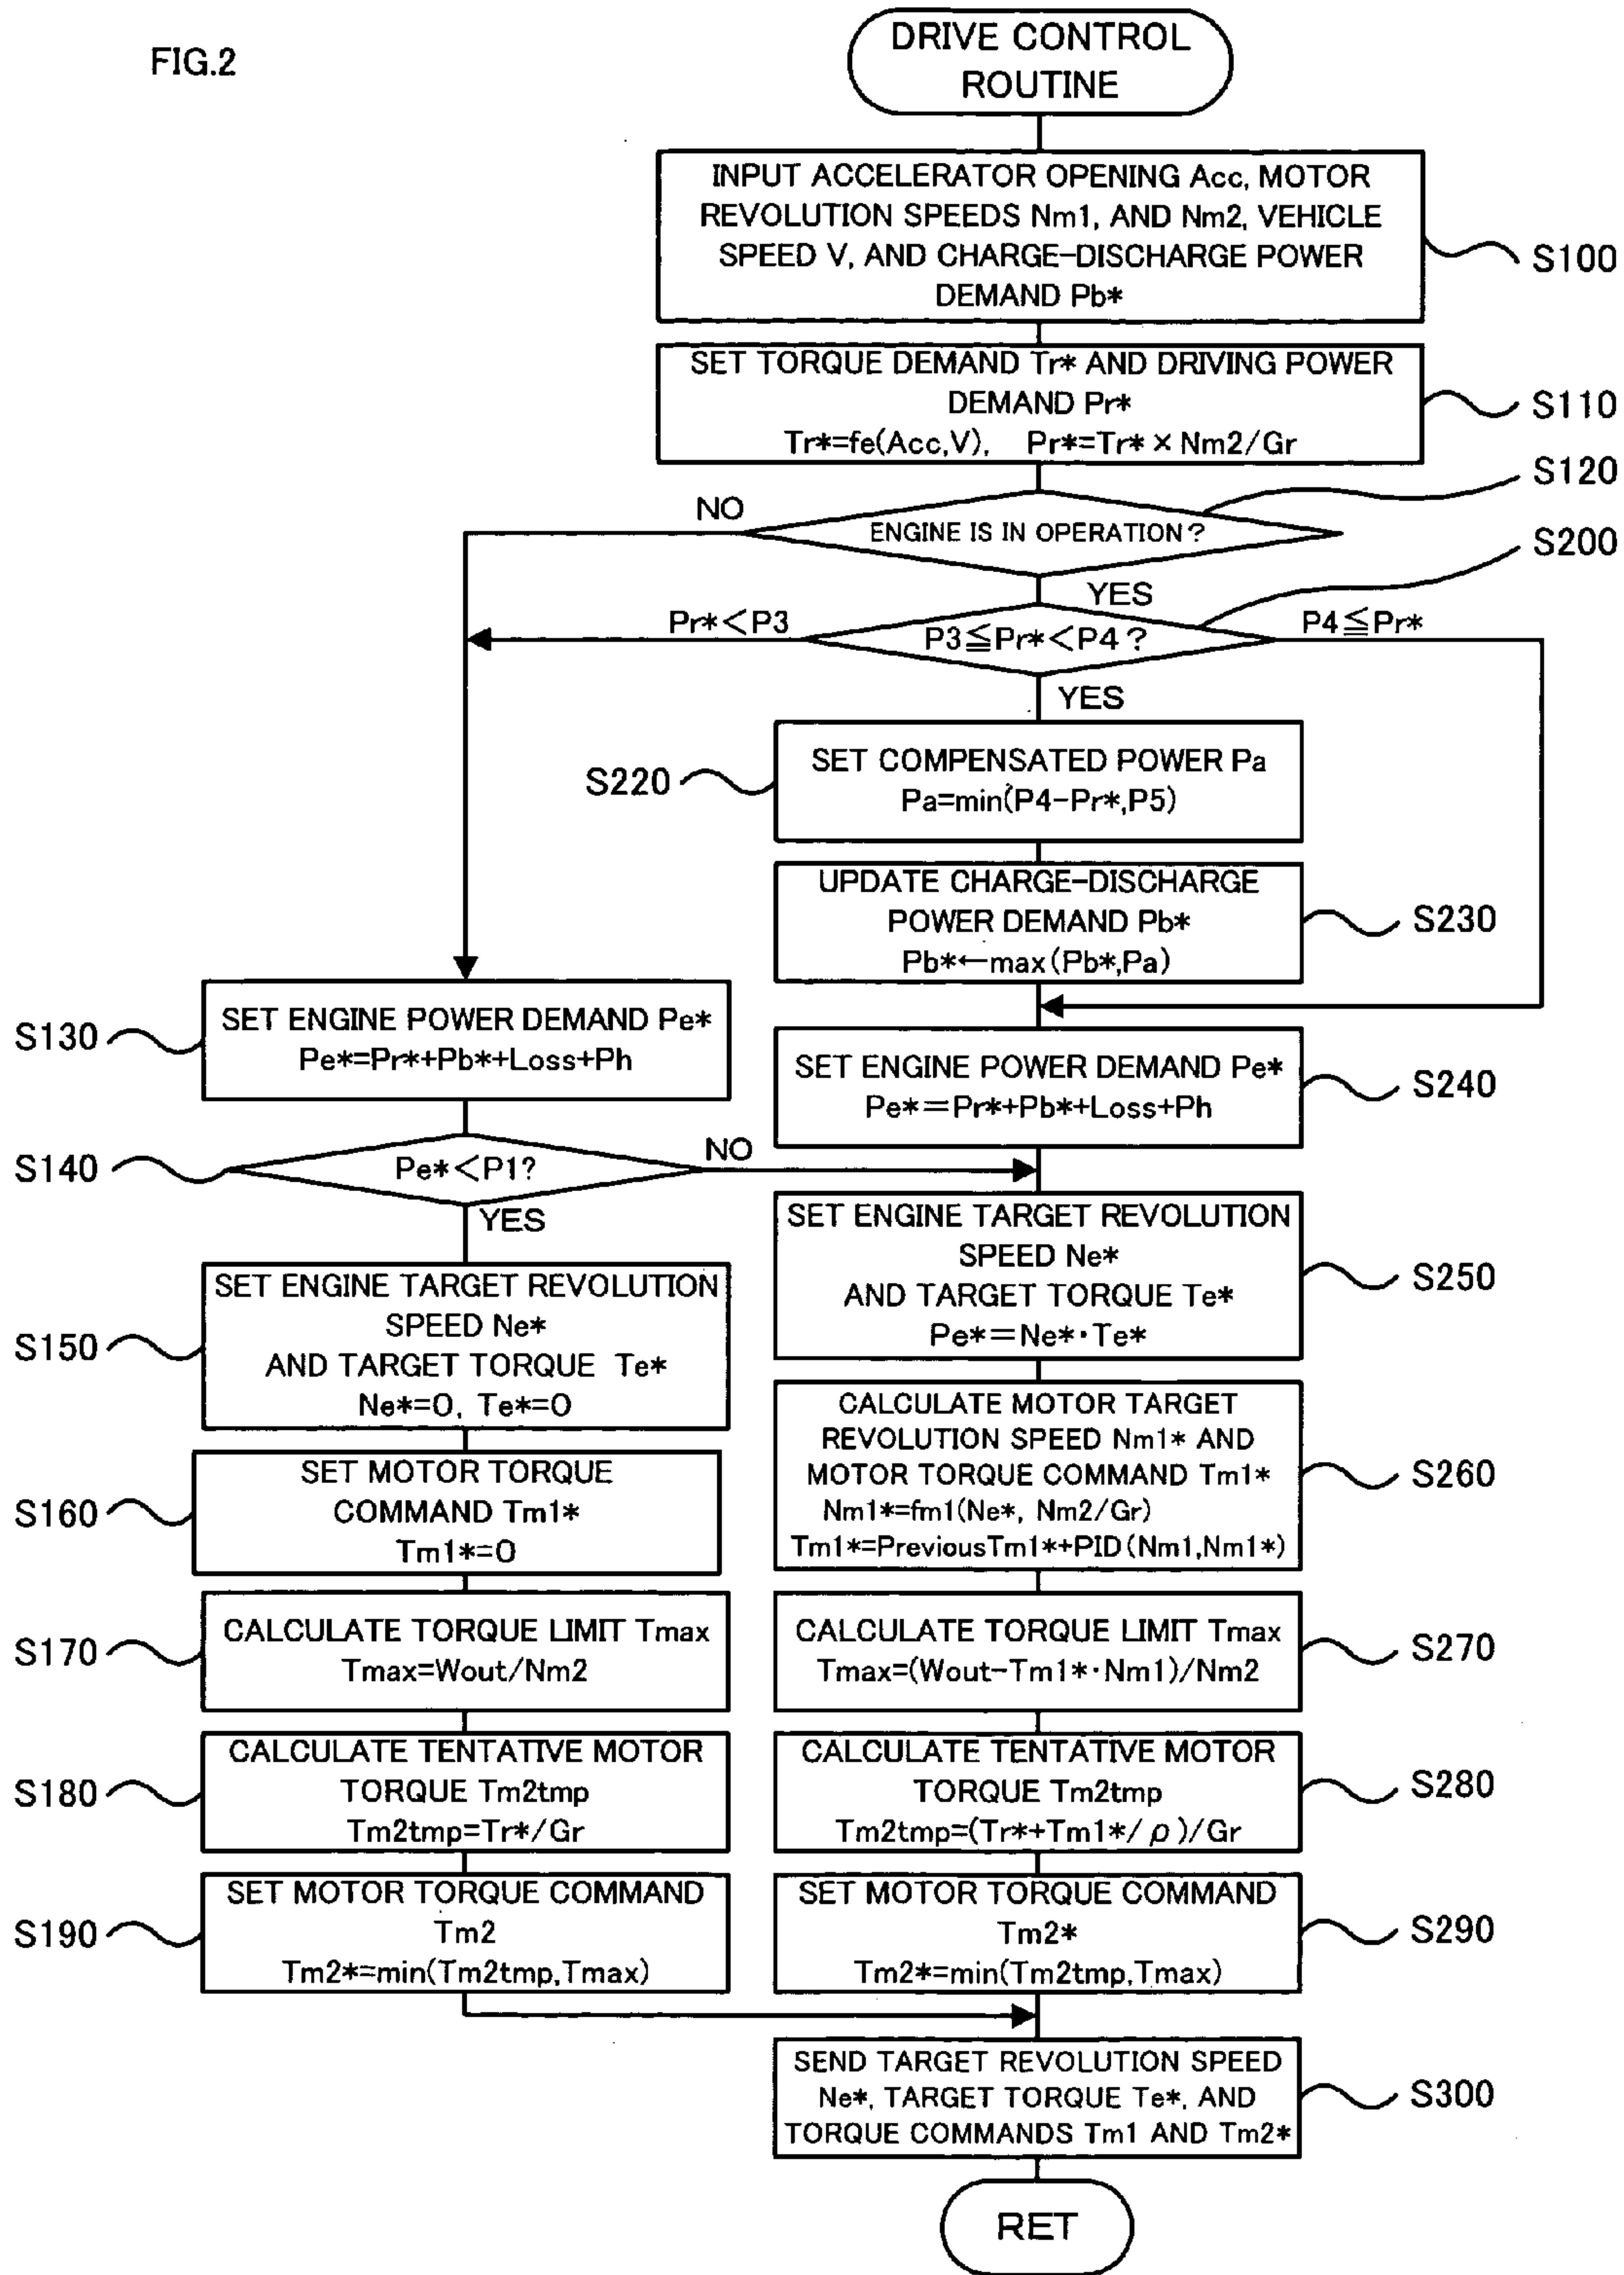 FIG.2
DRIVE CONTROL
ROUTINE
INPUT ACCELERATOR OPENING Acc, MOTOR
REVOLUTION SPEEDS Nm1, AND Nm2, VEHICLE
SPEED V, AND CHARGE-DISCHARGE POWER
DEMAND Pb*
S100
SET TORQUE DEMAND Tr* AND DRIVING POWER
DEMAND Pr*
Tr*=fe(Acc,V), Pr*=Tr*×Nm2/Gr
S110
S120
NO
ENGINE IS IN OPERATION?
S200
YES
Pr*<P3
P3≦Pr*<P4?
P4≦Pr*
YES
S220
SET COMPENSATED POWER Pa
Pa=min(P4-Pr*,P5)
UPDATE CHARGE-DISCHARGE
POWER DEMAND Pb*
Pb*←max(Pb*,Pa)
S230
S130
SET ENGINE POWER DEMAND Pe*
Pe*=Pr*+Pb*+Loss+Ph
SET ENGINE POWER DEMAND Pe*
Pe*=Pr*+Pb*+Loss+Ph
S240
S140
Pe*<P1?
NO
YES
SET ENGINE TARGET REVOLUTION
SPEED Ne*
AND TARGET TORQUE Te*
Pe*=Ne*·Te*
S250
S150
SET ENGINE TARGET REVOLUTION
SPEED Ne*
AND TARGET TORQUE Te*
Ne*=0, Te*=0
CALCULATE MOTOR TARGET
REVOLUTION SPEED Nm1* AND
MOTOR TORQUE COMMAND Tm1*
Nm1*=fm1(Ne*, Nm2/Gr)
Tm1*=PreviousTm1*+PID(Nm1,Nm1*)
S260
S160
SET MOTOR TORQUE
COMMAND Tm1*
Tm1*=0
S170
CALCULATE TORQUE LIMIT Tmax
Tmax=Wout/Nm2
CALCULATE TORQUE LIMIT Tmax
Tmax=(Wout-Tm1*·Nm1)/Nm2
S270
S180
CALCULATE TENTATIVE MOTOR
TORQUE Tm2tmp
Tm2tmp=Tr*/Gr
CALCULATE TENTATIVE MOTOR
TORQUE Tm2tmp
Tm2tmp=(Tr*+Tm1*/ρ)/Gr
S280
S190
SET MOTOR TORQUE COMMAND
Tm2
Tm2*=min(Tm2tmp,Tmax)
SET MOTOR TORQUE COMMAND
Tm2*
Tm2*=min(Tm2tmp,Tmax)
S290
SEND TARGET REVOLUTION SPEED
Ne*, TARGET TORQUE Te*, AND
TORQUE COMMANDS Tm1 AND Tm2*
S300
RET